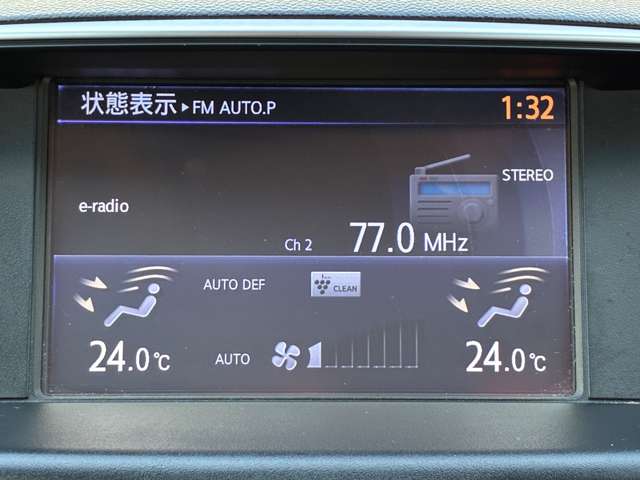 状態表示▶FM AUTO.P 1:32
STEREO
e-radio
Ch 2 77.0 MHz
AUTO DEF CLEAN
24.0℃ AUTO 24.0℃